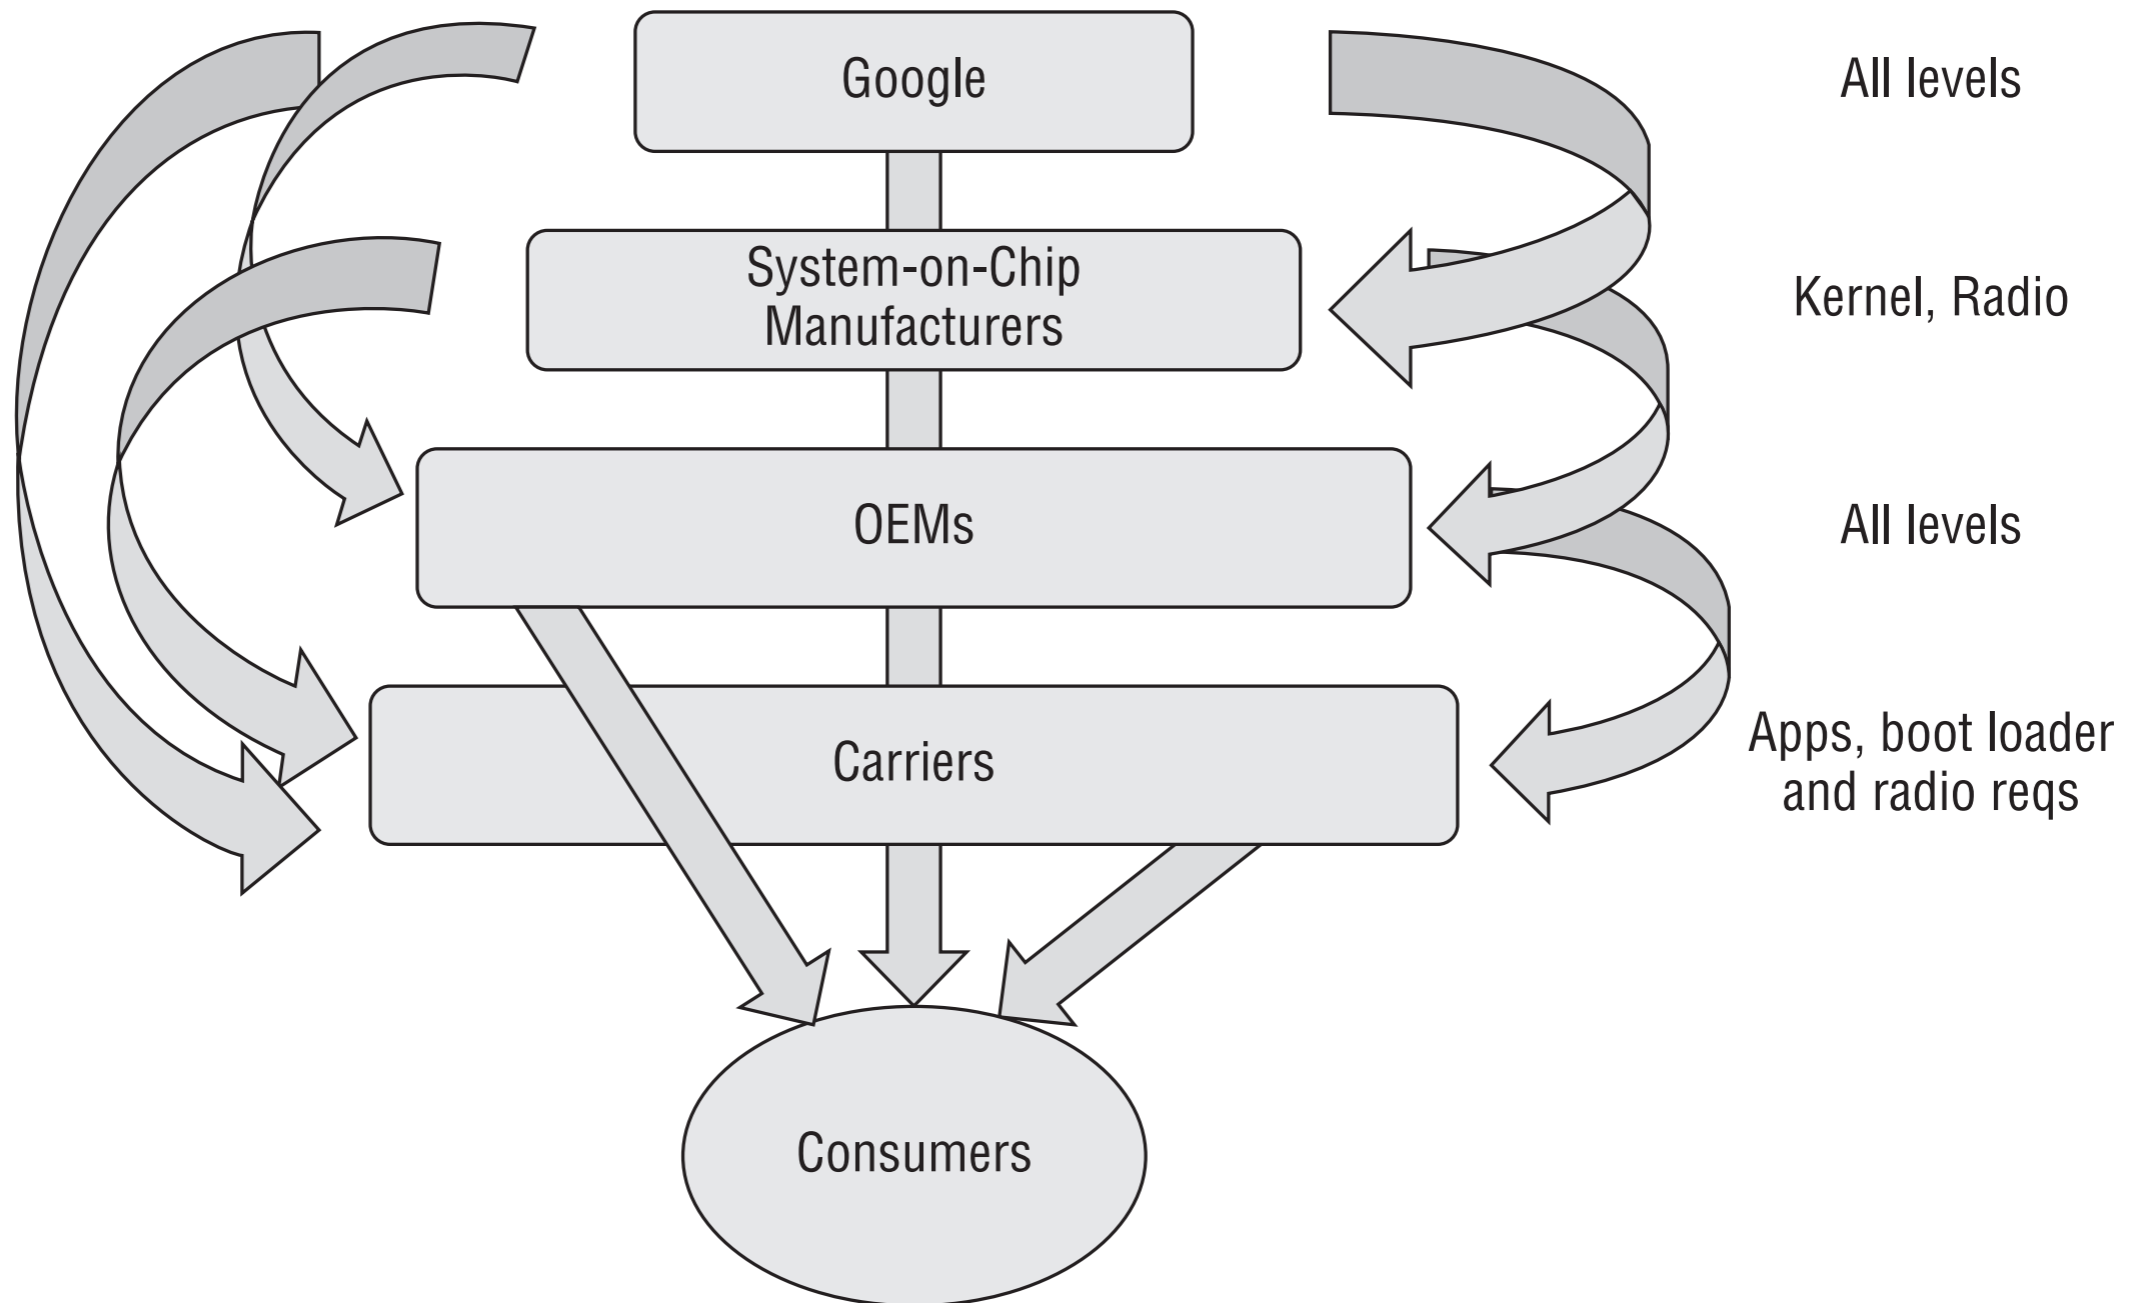 Google
All levels
System-on-Chip
Manufacturers
Kernel, Radio
OEMs
All levels
Carriers
Apps, boot loader
and radio reqs
Consumers